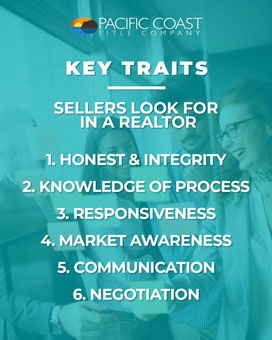 PACIFIC COAST
TITLE COMPANY
KEY TRAITS
SELLERS LOOK FOR
IN A REALTOR
1. HONEST & INTEGRITY
2. KNOWLEDGE OF PROCESS
3. RESPONSIVENESS
4. MARKET AWARENESS
5. COMMUNICATION
6. NEGOTIATION